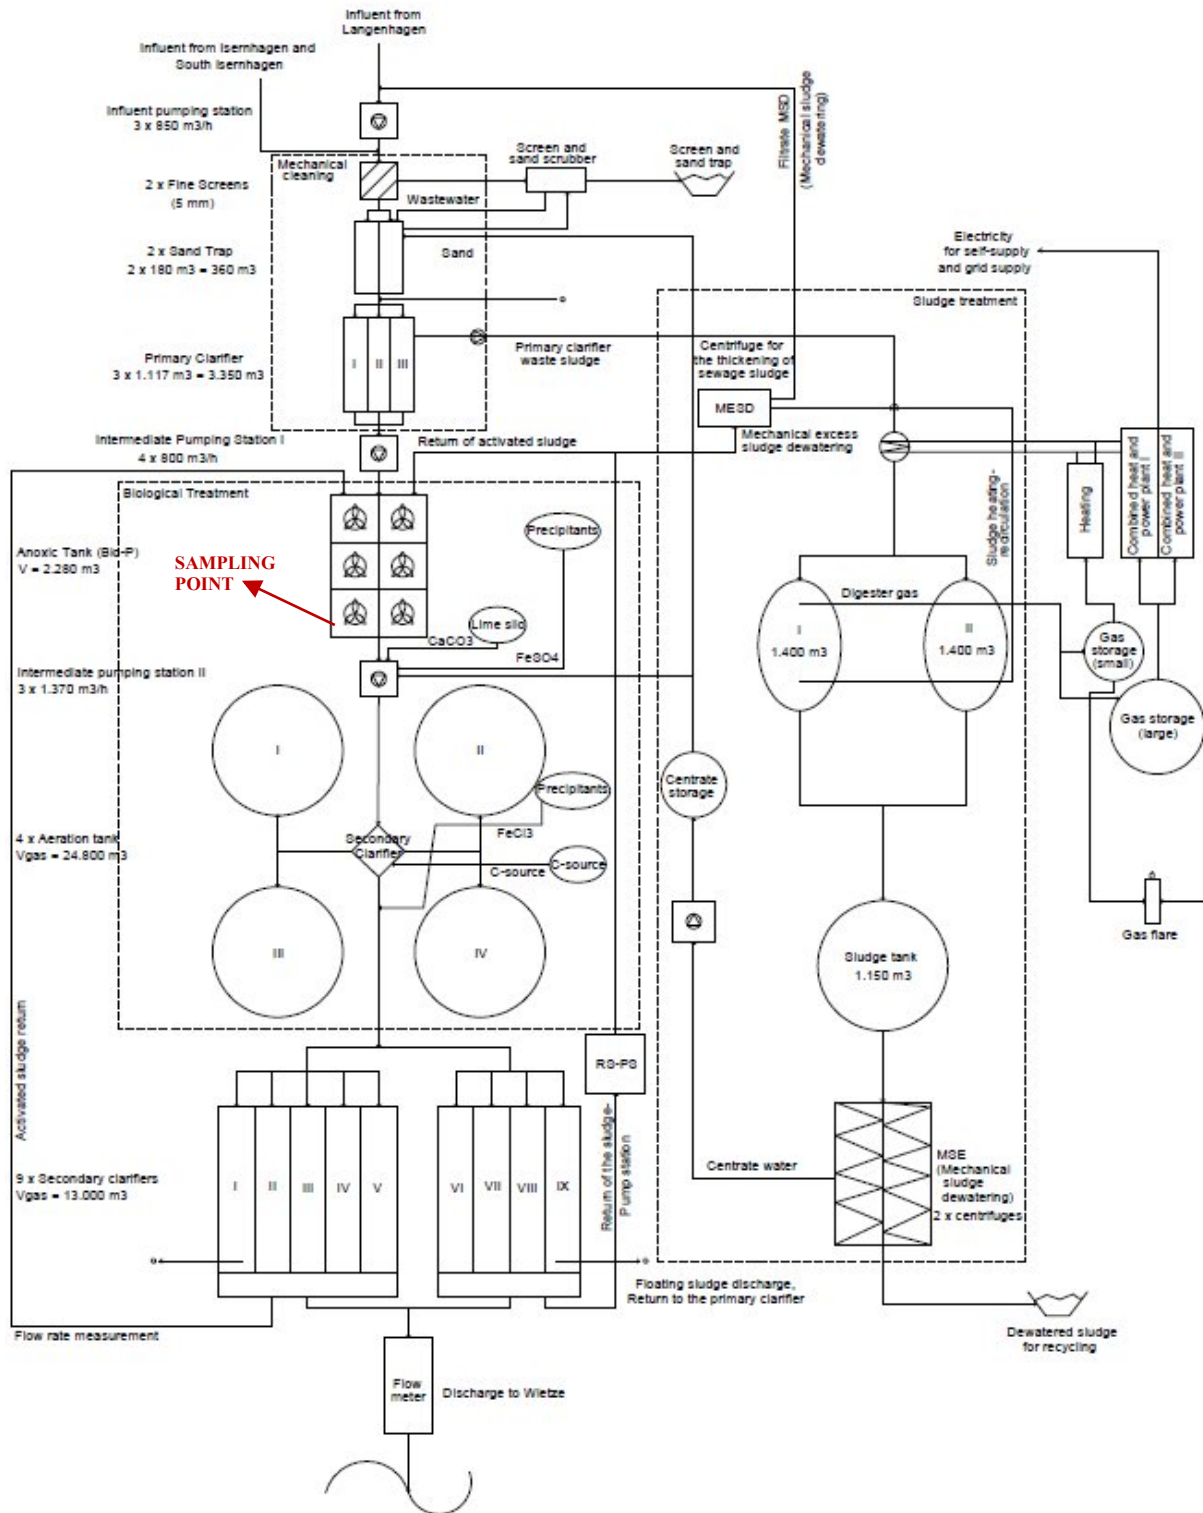 Influent from
Langenhagen
Influent from Isernhagen and
South Isernhagen
Influent pumping station
3 x 850 m3/h
Filtrate MSD
(Mechanical sludge
dewatering)
Mechanical
cleaning
Screen and
sand scrubber
Screen and
sand trap
2 x Fine Screens
(5 mm)
Wastewater
2 x Sand Trap
2 x 180 m3 = 360 m3
Sand
Electricity
for self-supply
and grid supply
Sludge treatment
Primary Clarifier
3 x 1.117 m3 = 3.350 m3
I
II
III
Primary clarifier
waste sludge
Centrifuge for
the thickening of
sewage sludge
MESD
Mechanical excess
sludge dewatering
Intermediate Pumping Station I
4 x 800 m3/h
Return of activated sludge
Heating
Combined heat and
power plant I
Combined heat and
power plant II
Sludge heating-
recirculation
Biological Treatment
Precipitants
Anoxic Tank (Bio-P)
V = 2.280 m3
SAMPLING
POINT
Digester gas
Lime silo
CaCO3
FeSO4
I
1.400 m3
II
1.400 m3
Gas
storage
(small)
Intermediate pumping station II
3 x 1.370 m3/h
Gas storage
(large)
I
II
Precipitants
Centrate
storage
4 x Aeration tank
Vgas = 24.800 m3
Secondary
Clarifier
FeCl3
C-source
C-source
III
IV
Gas flare
Sludge tank
1.150 m3
Activated sludge return
RS-PS
Return of the sludge-
Pump station
9 x Secondary clarifiers
Vgas = 13.000 m3
I
II
III
IV
V
VI
VII
VIII
IX
Centrate water
MSE
(Mechanical
sludge
dewatering)
2 x centrifuges
Floating sludge discharge,
Return to the primary clarifier
Flow rate measurement
Dewatered sludge
for recycling
Flow
meter
Discharge to Wietze